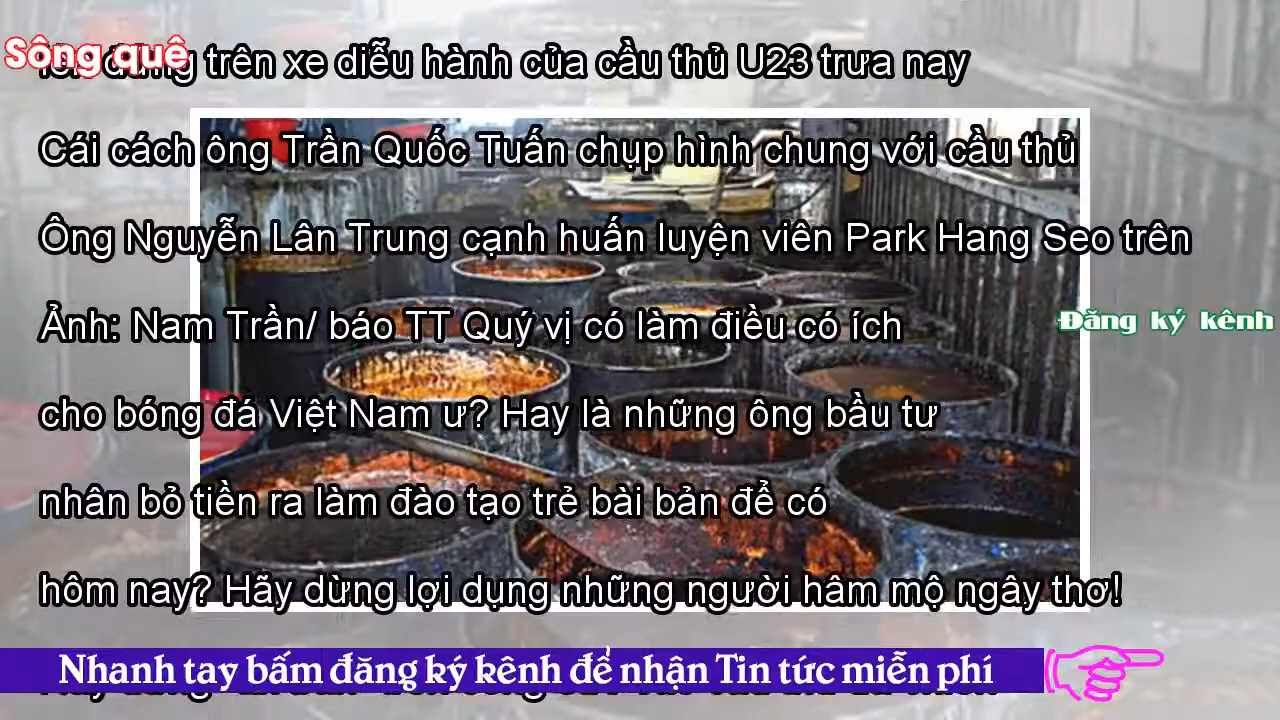 Sông quê
trên xe diễu hành của cầu thủ U23 trưa nay
Cái cách ông Trần Quốc Tuấn chụp hình chung với cầu thủ
Ông Nguyễn Lân Trung cạnh huấn luyện viên Park Hang Seo trên
Ảnh: Nam Trần/ báo TT Quý vị có làm điều có ích
Đăng ký kênh
cho bóng đá Việt Nam ư? Hay là những ông bầu tư
nhân bỏ tiền ra làm đào tạo trẻ bài bản để có
hôm nay? Hãy dừng lợi dụng những người hâm mộ ngây thơ!
Nhanh tay bấm đăng ký kênh để nhận Tin tức miễn phí